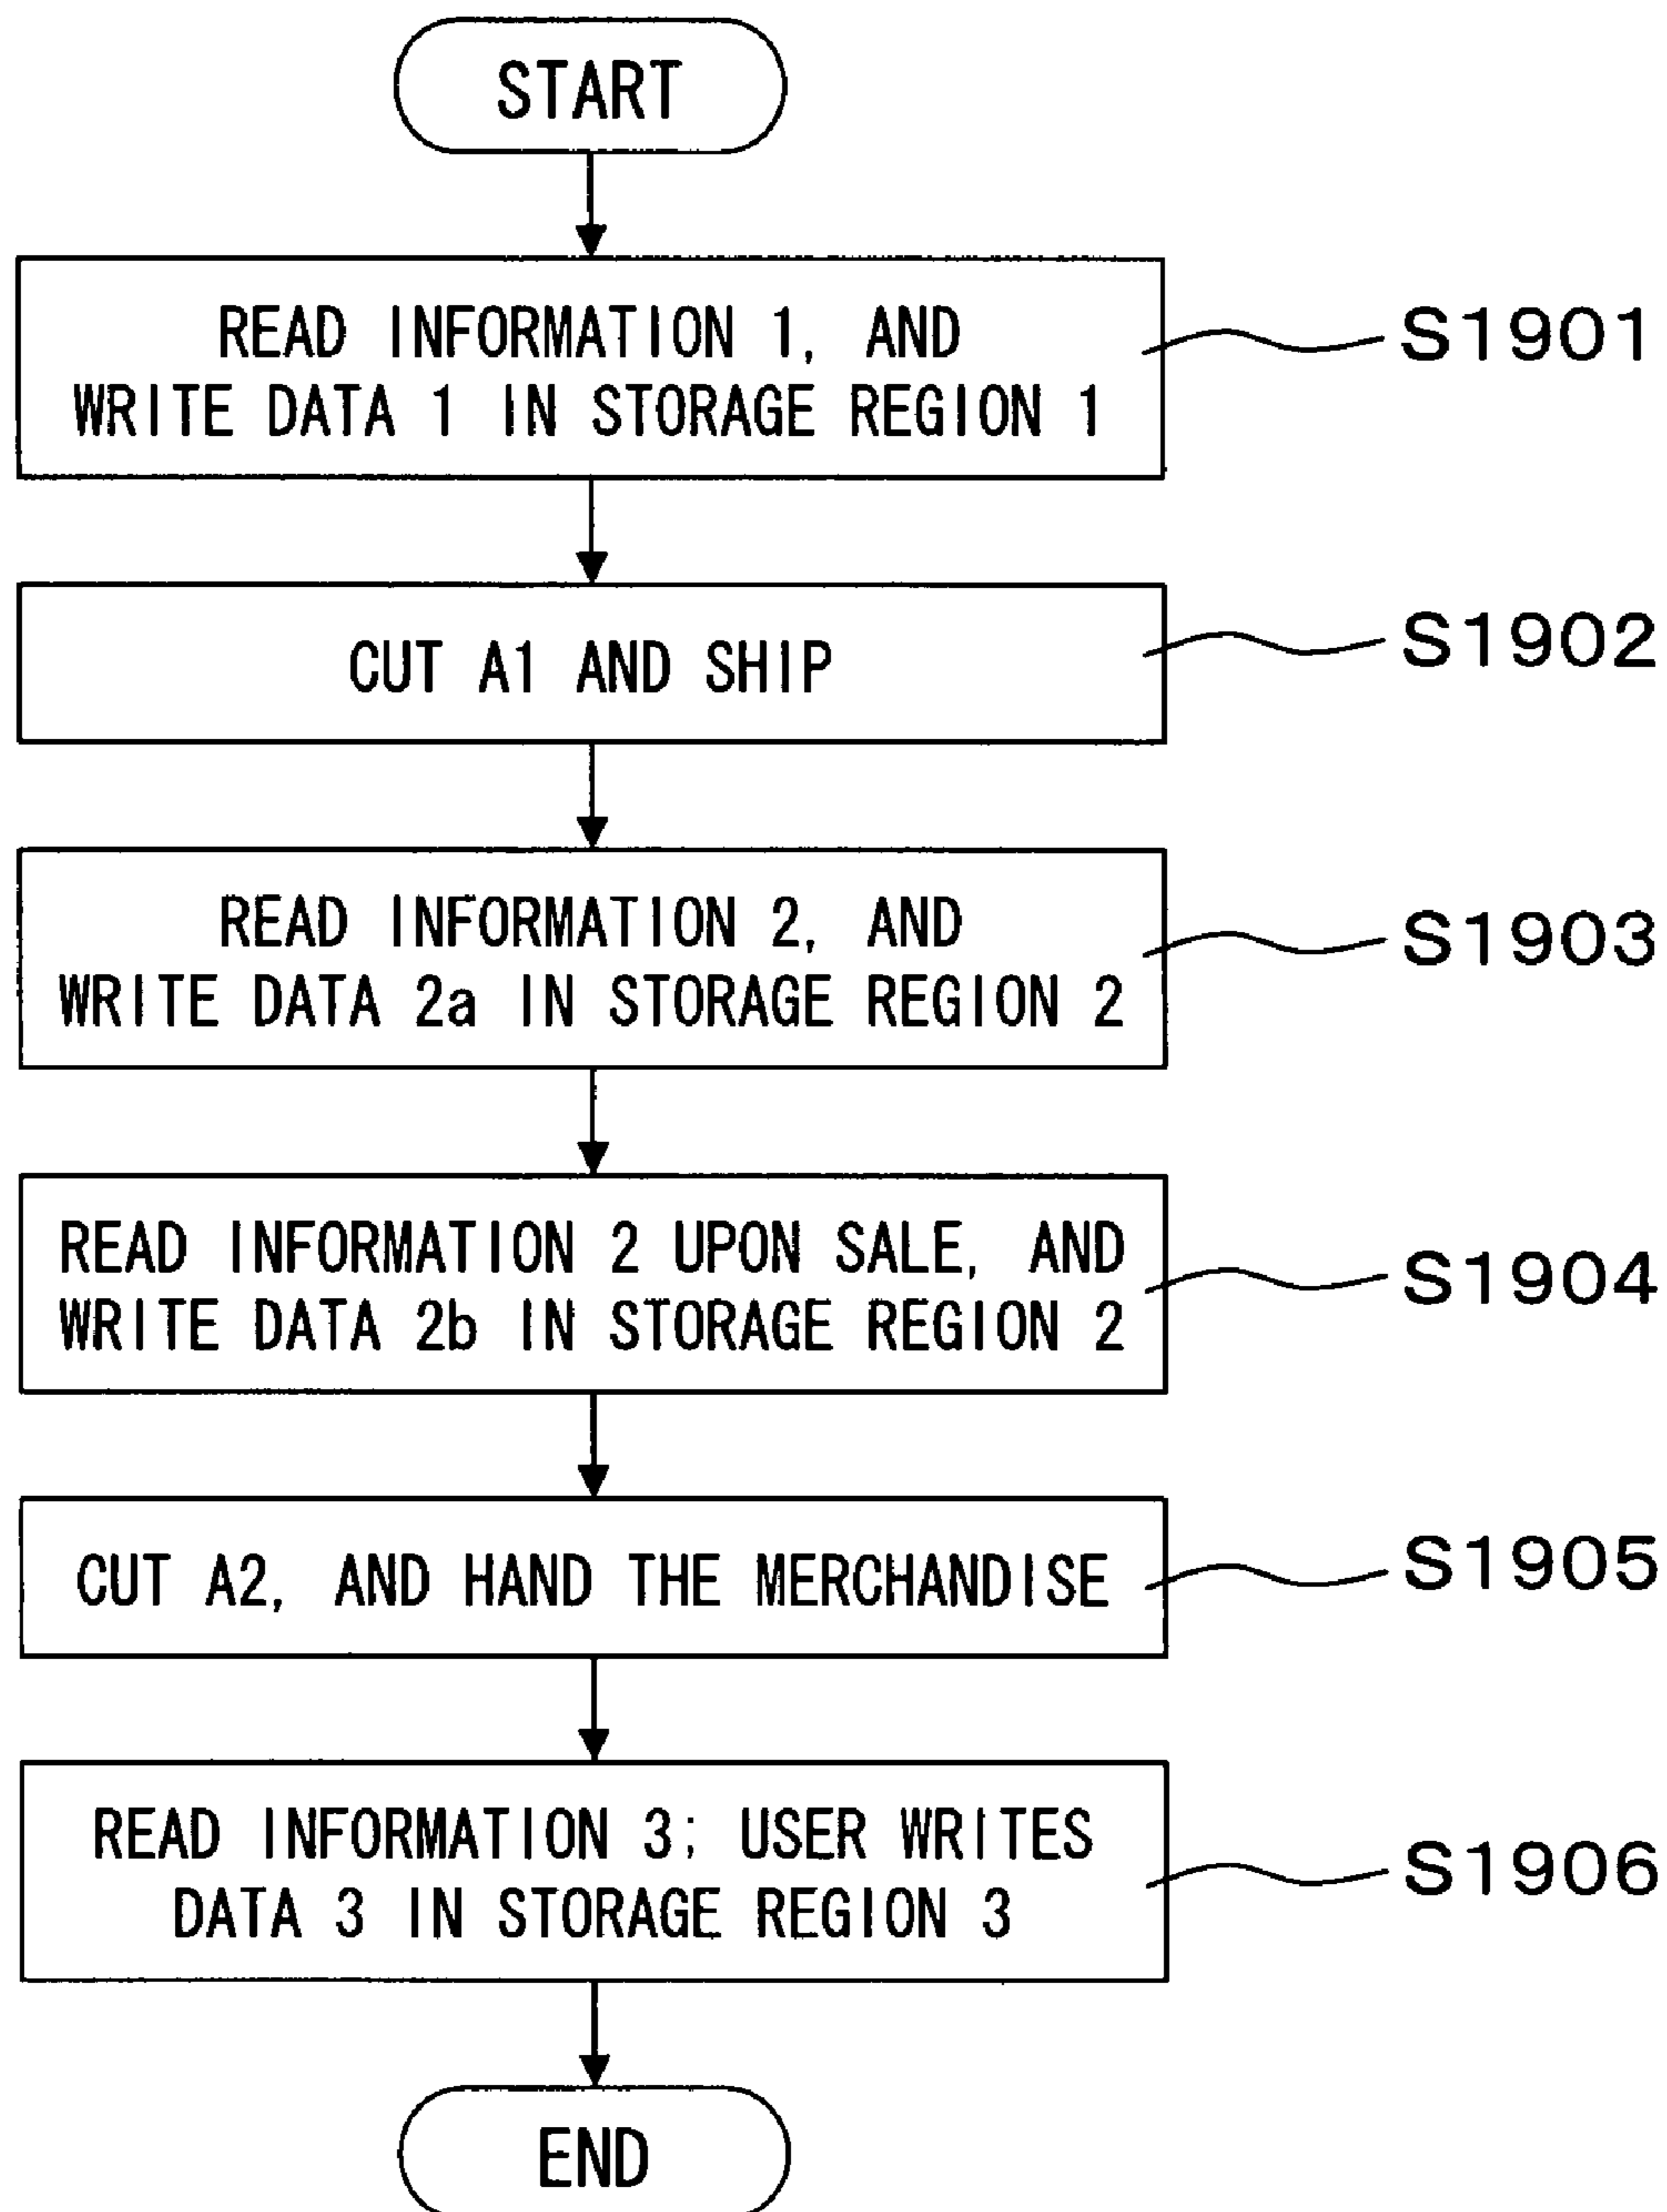 START
READ INFORMATION 1, AND
WRITE DATA 1 IN STORAGE REGION 1
S1901
CUT A1 AND SHIP
S1902
READ INFORMATION 2, AND
WRITE DATA 2a IN STORAGE REGION 2
S1903
READ INFORMATION 2 UPON SALE, AND
WRITE DATA 2b IN STORAGE REGION 2
S1904
CUT A2, AND HAND THE MERCHANDISE
S1905
READ INFORMATION 3; USER WRITES
DATA 3 IN STORAGE REGION 3
S1906
END